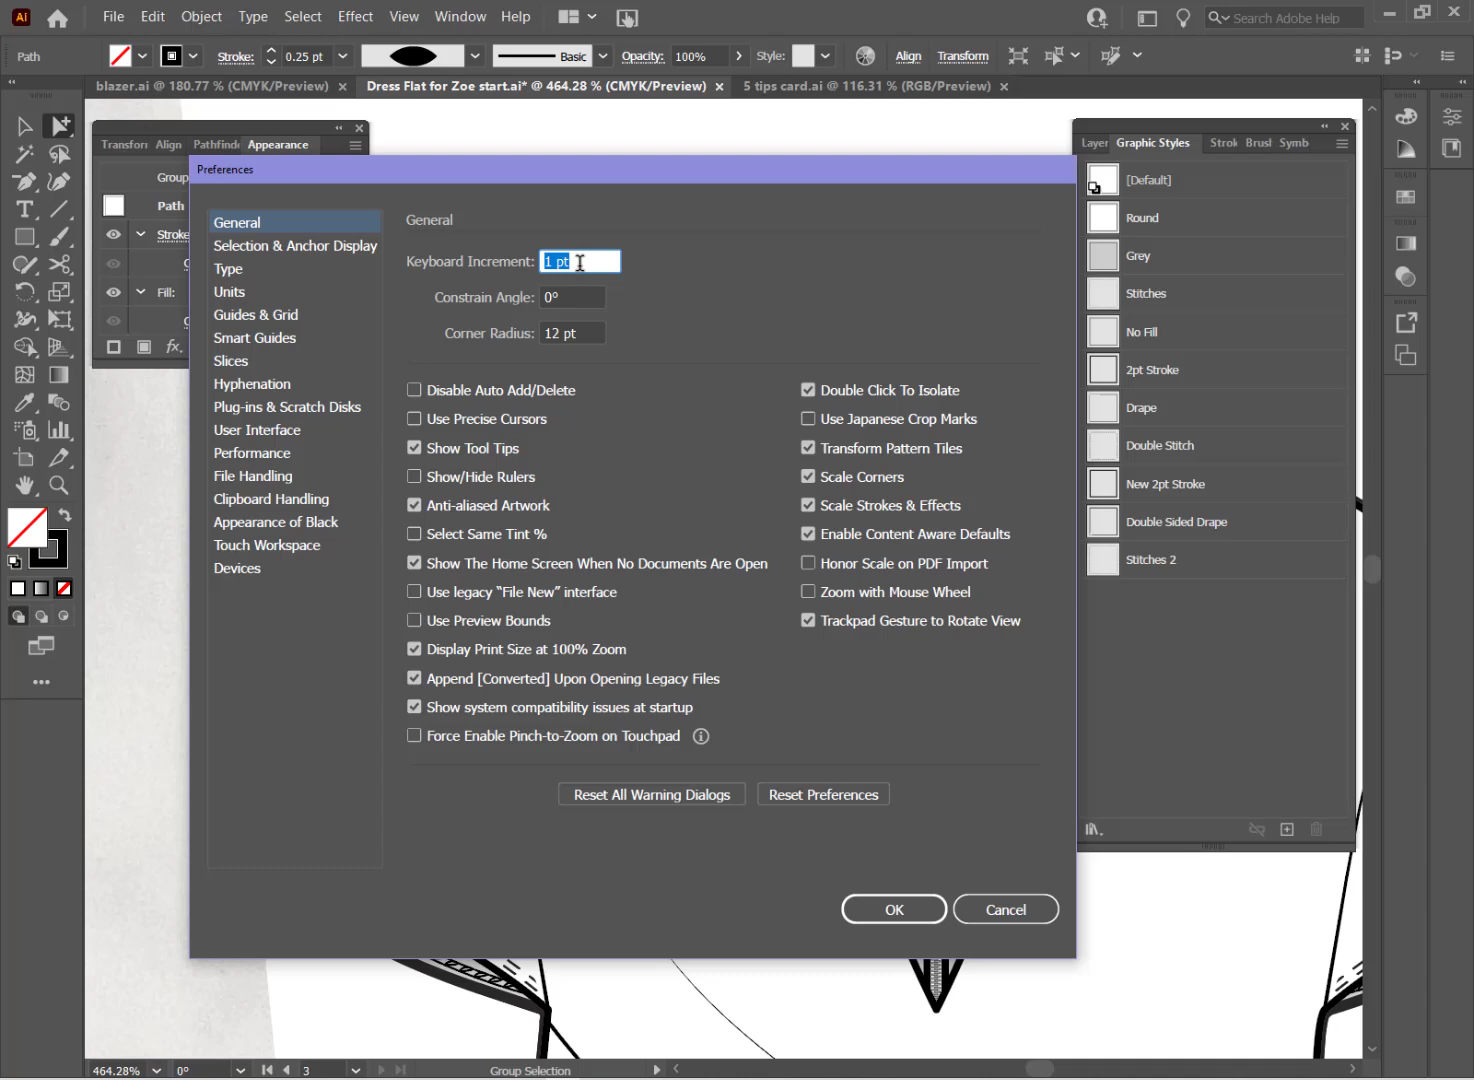 Ai File Edit Object Type Select Effect View Window Help Search Adobe Help
Path Stroke: 0.25 pt Basic Opacity: 100% Style: Align Transform
blazer.ai @ 180.77 % (CMYK/Preview) × Dress Flat for Zoe start.ai* @ 464.28 % (CMYK/Preview) × 5 tips card.ai @ 116.31 % (RGB/Preview) ×
Transforn Align Pathfinde Appearance
Group
Path
Stroke
Fill:
fx.
Preferences
General
Selection & Anchor Display
Type
Units
Guides & Grid
Smart Guides
Slices
Hyphenation
Plug-ins & Scratch Disks
User Interface
Performance
File Handling
Clipboard Handling
Appearance of Black
Touch Workspace
Devices
General
Keyboard Increment: 1 pt
Constrain Angle: 0°
Corner Radius: 12 pt
Disable Auto Add/Delete
Use Precise Cursors
Show Tool Tips
Show/Hide Rulers
Anti-aliased Artwork
Select Same Tint %
Show The Home Screen When No Documents Are Open
Use legacy “File New” interface
Use Preview Bounds
Display Print Size at 100% Zoom
Append [Converted] Upon Opening Legacy Files
Show system compatibility issues at startup
Force Enable Pinch-to-Zoom on Touchpad
Double Click To Isolate
Use Japanese Crop Marks
Transform Pattern Tiles
Scale Corners
Scale Strokes & Effects
Enable Content Aware Defaults
Honor Scale on PDF Import
Zoom with Mouse Wheel
Trackpad Gesture to Rotate View
Reset All Warning Dialogs Reset Preferences
OK Cancel
Layer Graphic Styles Strok Brusl Symb
[Default]
Round
Grey
Stitches
No Fill
2pt Stroke
Drape
Double Stitch
New 2pt Stroke
Double Sided Drape
Stitches 2
464.28% 0° 3 Group Selection